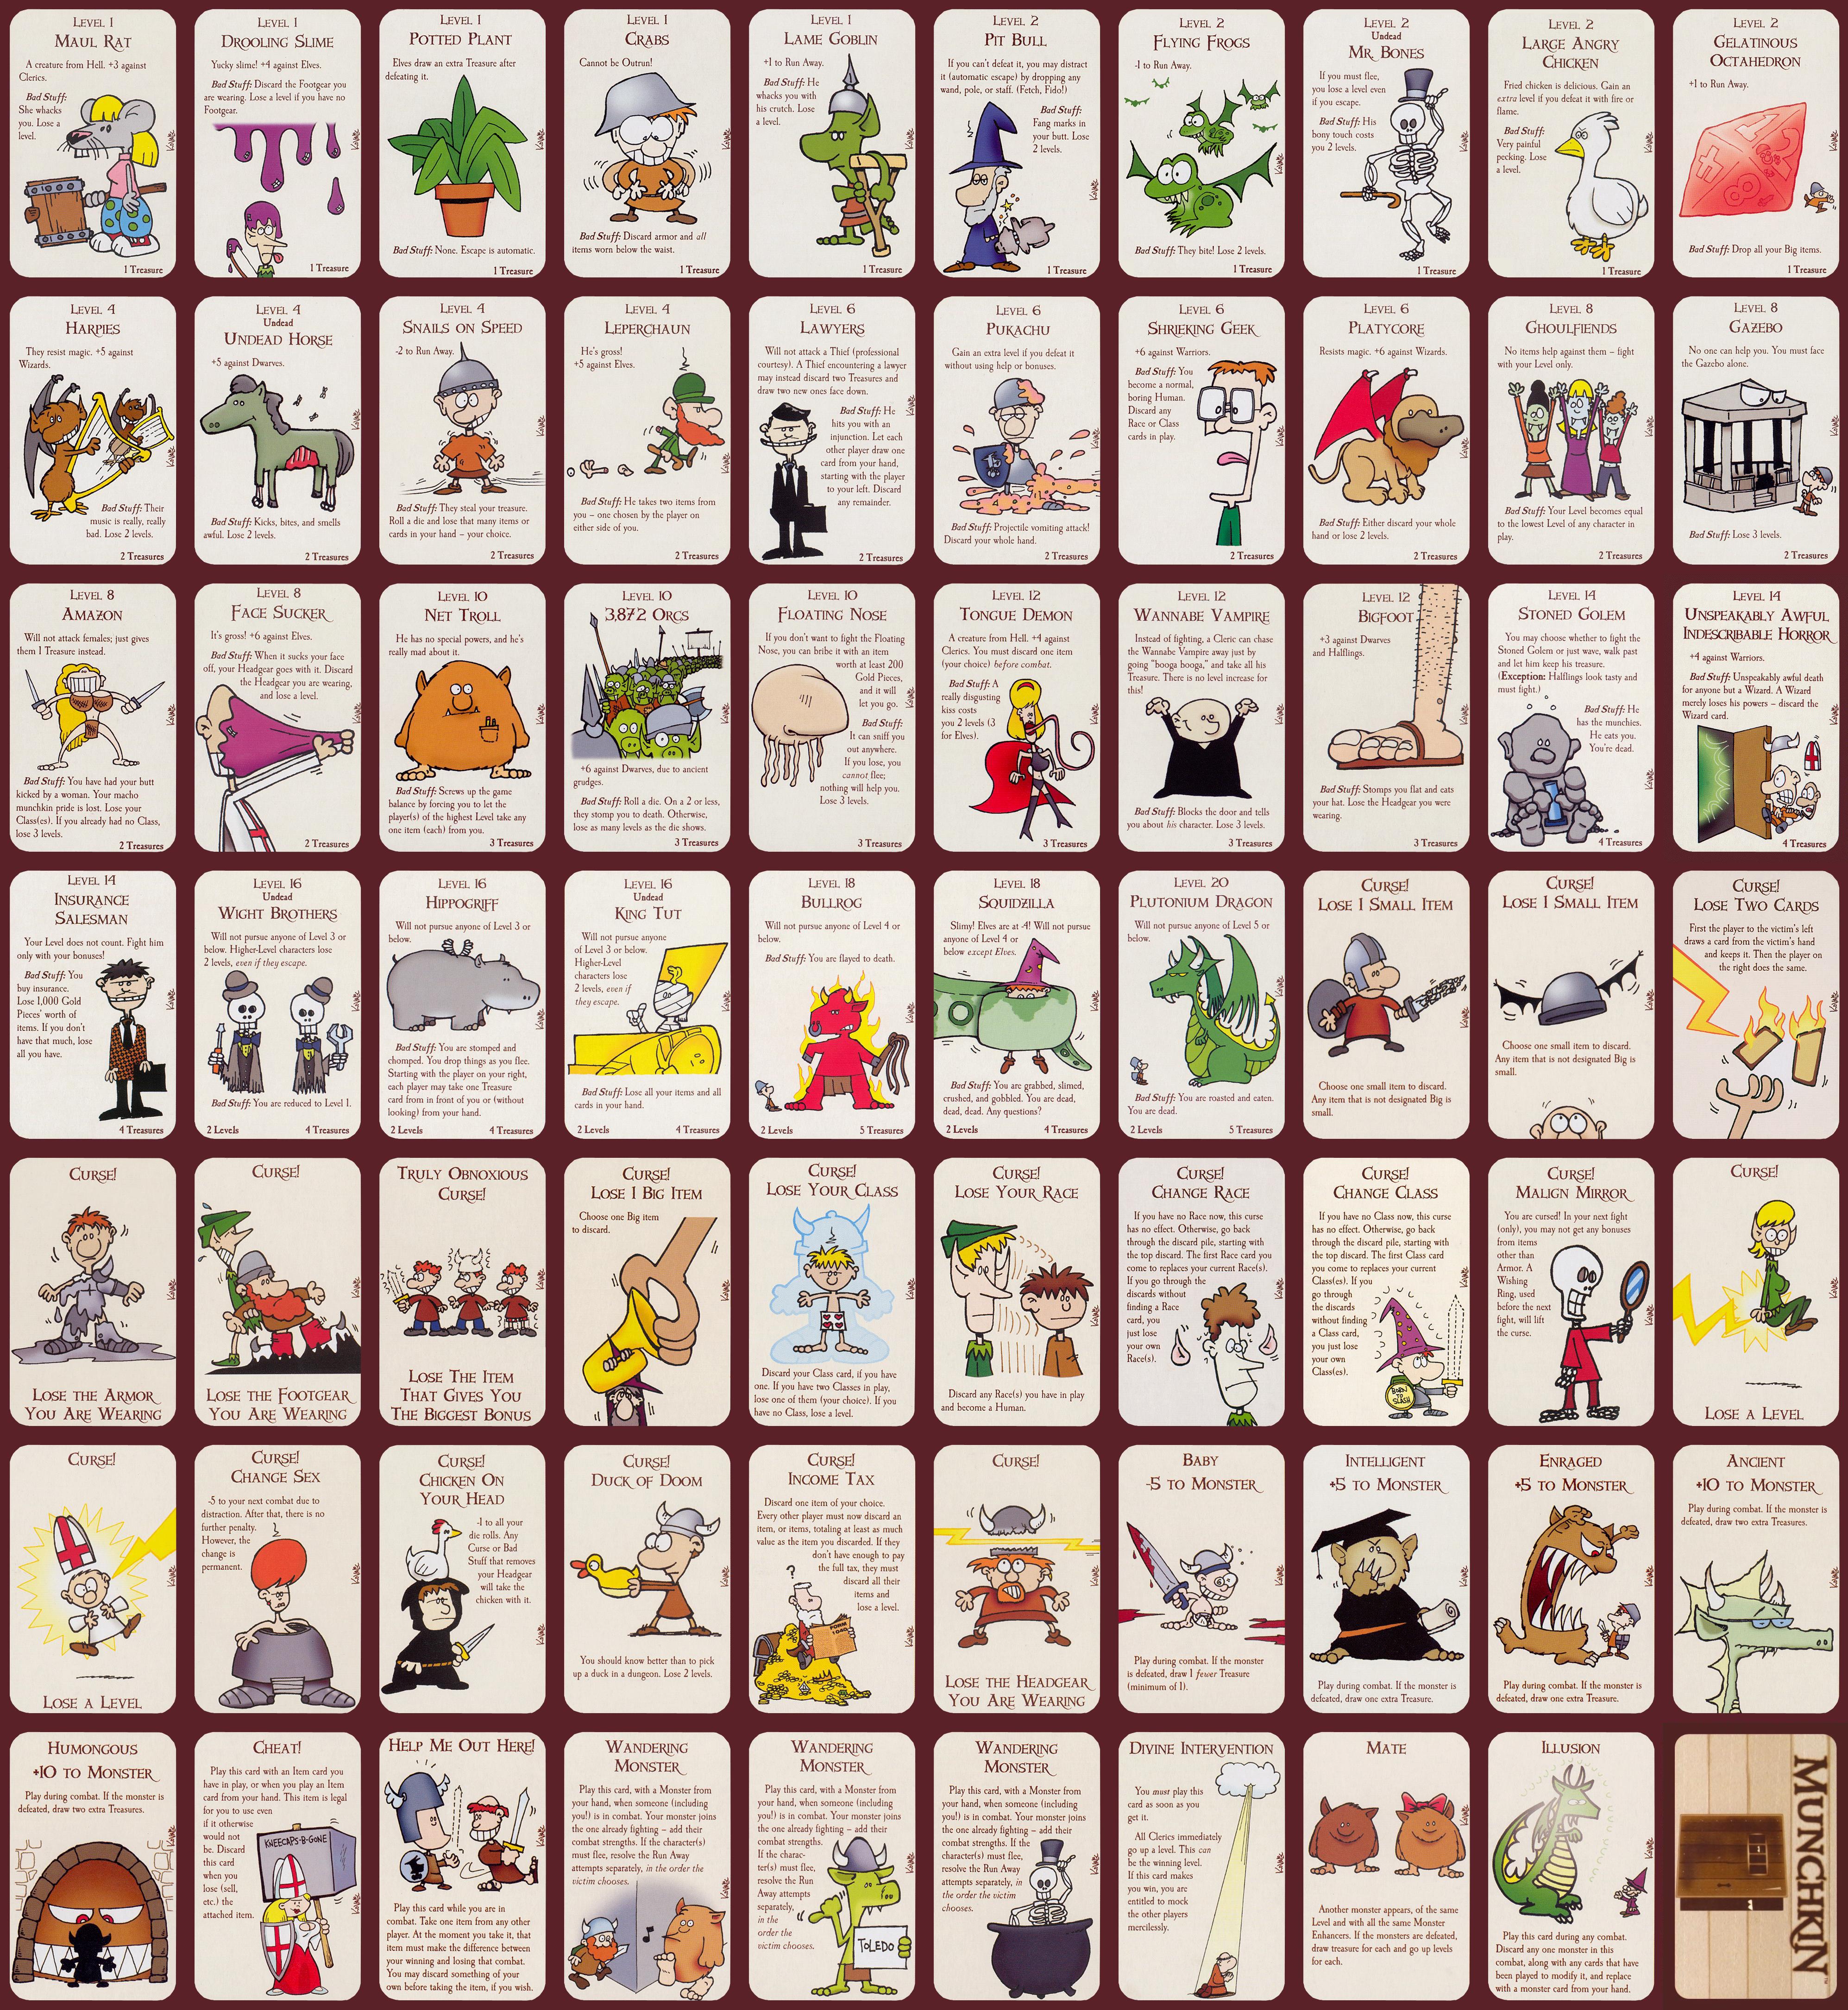 LEVEL 1
MAUL RAT
A creature from Hell. +3 against
Clerics.
Bad Stuff:
She whacks
you. Lose a
level.
1 Treasure
LEVEL 1
DROOLING SLIME
Yucky slime! +4 against Elves.
Bad Stuff: Discard the Footgear you
are wearing. Lose a level if you have no
Footgear.
1 Treasure
LEVEL 1
POTTED PLANT
Elves draw an extra Treasure after
defeating it.
Bad Stuff: None. Escape is automatic.
1 Treasure
LEVEL 1
CRABS
Cannot be Outrun!
Bad Stuff: Discard armor and all
items worn below the waist.
1 Treasure
LEVEL 1
LAME GOBLIN
+1 to Run Away.
Bad Stuff: He
whacks you with
his crutch. Lose
a level.
1 Treasure
LEVEL 2
PIT BULL
If you can't defeat it, you may distract
it (automatic escape) by dropping any
wand, pole, or staff. (Fetch, Fido!)
Bad Stuff:
Fang marks in
your butt. Lose
2 levels.
1 Treasure
LEVEL 2
FLYING FROGS
-1 to Run Away.
Bad Stuff: They bite! Lose 2 levels.
1 Treasure
LEVEL 2
Undead
MR. BONES
If you must flee,
you lose a level even
if you escape.
Bad Stuff: His
bony touch costs
you 2 levels.
1 Treasure
LEVEL 2
LARGE ANGRY
CHICKEN
Fried chicken is delicious. Gain an
extra level if you defeat it with fire or
flame.
Bad Stuff:
Very painful
pecking. Lose
a level.
1 Treasure
LEVEL 2
GELATINOUS
OCTAHEDRON
+1 to Run Away.
Bad Stuff: Drop all your Big items.
1 Treasure
LEVEL 4
HARPIES
They resist magic. +5 against
Wizards.
Bad Stuff: Their
music is really, really
bad. Lose 2 levels.
2 Treasures
LEVEL 4
Undead
UNDEAD HORSE
+5 against Dwarves.
Bad Stuff: Kicks, bites, and smells
awful. Lose 2 levels.
2 Treasures
LEVEL 4
SNAILS ON SPEED
-2 to Run Away.
Bad Stuff: They steal your treasure.
Roll a die and lose that many items or
cards in your hand – your choice.
2 Treasures
LEVEL 4
LEPERCHAUN
He's gross!
+5 against Elves.
Bad Stuff: He takes two items from
you – one chosen by the player on
either side of you.
2 Treasures
LEVEL 6
LAWYERS
Will not attack a Thief (professional
courtesy). A Thief encountering a lawyer
may instead discard two Treasures and
draw two new ones face down.
Bad Stuff: He
hits you with an
injunction. Let each
other player draw one
card from your hand,
starting with the player
to your left. Discard
any remainder.
2 Treasures
LEVEL 6
PUKACHU
Gain an extra level if you defeat it
without using help or bonuses.
Bad Stuff: Projectile vomiting attack!
Discard your whole hand.
2 Treasures
LEVEL 6
SHRIEKING GEEK
+6 against Warriors.
Bad Stuff: You
become a normal,
boring Human.
Discard any
Race or Class
cards in play.
2 Treasures
LEVEL 6
PLATYCORE
Resists magic. +6 against Wizards.
Bad Stuff: Either discard your whole
hand or lose 2 levels.
2 Treasures
LEVEL 8
GHOULFIENDS
No items help against them – fight
with your Level only.
Bad Stuff: Your Level becomes equal
to the lowest Level of any character in
play.
2 Treasures
LEVEL 8
GAZEBO
No one can help you. You must face
the Gazebo alone.
Bad Stuff: Lose 3 levels.
2 Treasures
LEVEL 8
AMAZON
Will not attack females; just gives
them 1 Treasure instead.
Bad Stuff: You have had your butt
kicked by a woman. Your macho
munchkin pride is lost. Lose your
Class(es). If you already had no Class,
lose 3 levels.
2 Treasures
LEVEL 8
FACE SUCKER
It's gross! +6 against Elves.
Bad Stuff: When it sucks your face
off, your Headgear goes with it. Discard
the Headgear you are wearing,
and lose a level.
2 Treasures
LEVEL 10
NET TROLL
He has no special powers, and he's
really mad about it.
Bad Stuff: Screws up the game
balance by forcing you to let the
player(s) of the highest Level take any
one item (each) from you.
3 Treasures
LEVEL 10
3,872 ORCS
+6 against Dwarves, due to ancient
grudges.
Bad Stuff: Roll a die. On a 2 or less,
they stomp you to death. Otherwise,
lose as many levels as the die shows.
3 Treasures
LEVEL 10
FLOATING NOSE
If you don't want to fight the Floating
Nose, you can bribe it with an item
worth at least 200
Gold Pieces,
and it will
let you go.
Bad Stuff:
It can sniff you
out anywhere.
If you lose, you
cannot flee;
nothing will help you.
Lose 3 levels.
3 Treasures
LEVEL 12
TONGUE DEMON
A creature from Hell. +4 against
Clerics. You must discard one item
(your choice) before combat.
Bad Stuff: A
really disgusting
kiss costs
you 2 levels (3
for Elves).
3 Treasures
LEVEL 12
WANNABE VAMPIRE
Instead of fighting, a Cleric can chase
the Wannabe Vampire away just by
going "booga booga," and take all his
Treasure. There is no level increase for
this!
Bad Stuff: Blocks the door and tells
you about his character. Lose 3 levels.
3 Treasures
LEVEL 12
BIGFOOT
+3 against Dwarves
and Halflings.
Bad Stuff: Stomps you flat and eats
your hat. Lose the Headgear you were
wearing.
3 Treasures
LEVEL 14
STONED GOLEM
You may choose whether to fight the
Stoned Golem or just wave, walk past
and let him keep his treasure.
(Exception: Halflings look tasty and
must fight.)
Bad Stuff: He
has the munchies.
He eats you.
You're dead.
4 Treasures
LEVEL 14
UNSPEAKABLY AWFUL
INDESCRIBABLE HORROR
+4 against Warriors.
Bad Stuff: Unspeakably awful death
for anyone but a Wizard. A Wizard
merely loses his powers – discard the
Wizard card.
4 Treasures
LEVEL 14
INSURANCE
SALESMAN
Your Level does not count. Fight him
only with your bonuses!
Bad Stuff: You
buy insurance.
Lose 1,000 Gold
Pieces' worth of
items. If you don't
have that much, lose
all you have.
4 Treasures
LEVEL 16
Undead
WIGHT BROTHERS
Will not pursue anyone of Level 3 or
below. Higher-Level characters lose
2 levels, even if they escape.
Bad Stuff: You are reduced to Level 1.
2 Levels 4 Treasures
LEVEL 16
HIPPOGRIFF
Will not pursue anyone of Level 3 or
below.
Bad Stuff: You are stomped and
chomped. You drop things as you flee.
Starting with the player on your right,
each player may take one Treasure
card from in front of you or (without
looking) from your hand.
2 Levels 4 Treasures
LEVEL 16
Undead
KING TUT
Will not pursue anyone
of Level 3 or below.
Higher-Level
characters lose
2 levels, even if
they escape.
Bad Stuff: Lose all your items and all
cards in your hand.
2 Levels 4 Treasures
LEVEL 18
BULLROG
Will not pursue anyone of Level 4 or
below.
Bad Stuff: You are flayed to death.
2 Levels 5 Treasures
LEVEL 18
SQUIDZILLA
Slimy! Elves are at -4! Will not pursue
anyone of Level 4 or
below except Elves.
Bad Stuff: You are grabbed, slimed,
crushed, and gobbled. You are dead,
dead, dead. Any questions?
2 Levels 4 Treasures
LEVEL 20
PLUTONIUM DRAGON
Will not pursue anyone of Level 5 or
below.
Bad Stuff: You are roasted and eaten.
You are dead.
2 Levels 5 Treasures
CURSE!
LOSE 1 SMALL ITEM
Choose one small item to discard.
Any item that is not designated Big is
small.
CURSE!
LOSE 1 SMALL ITEM
Choose one small item to discard.
Any item that is not designated Big is
small.
CURSE!
LOSE TWO CARDS
First the player to the victim's left
draws a card from the victim's hand
and keeps it. Then the player on
the right does the same.
CURSE!
LOSE THE ARMOR
YOU ARE WEARING
CURSE!
LOSE THE FOOTGEAR
YOU ARE WEARING
TRULY OBNOXIOUS
CURSE!
LOSE THE ITEM
THAT GIVES YOU
THE BIGGEST BONUS
CURSE!
LOSE 1 BIG ITEM
Choose one Big item
to discard.
CURSE!
LOSE YOUR CLASS
Discard your Class card, if you have
one. If you have two Classes in play,
lose one of them (your choice). If you
have no Class, lose a level.
CURSE!
LOSE YOUR RACE
Discard any Race(s) you have in play
and become a Human.
CURSE!
CHANGE RACE
If you have no Race now, this curse
has no effect. Otherwise, go back
through the discard pile, starting with
the top discard. The first Race card you
come to replaces your current Race(s).
If you go through the
discards without
finding a Race
card, you
just lose
your own
Race(s).
CURSE!
CHANGE CLASS
If you have no Class now, this curse
has no effect. Otherwise, go back
through the discard pile, starting with
the top discard. The first Class card
you come to replaces your current
Class(es). If you
go through
the discards
without finding
a Class card,
you just lose
your own
Class(es).
BORN
TO
SLASH
CURSE!
MALIGN MIRROR
You are cursed! In your next fight
(only), you may not get any bonuses
from items
other than
Armor. A
Wishing
Ring, used
before the next
fight, will lift
the curse.
CURSE!
LOSE A LEVEL
CURSE!
LOSE A LEVEL
CURSE!
CHANGE SEX
-5 to your next combat due to
distraction. After that, there is no
further penalty.
However, the
change is
permanent.
CURSE!
CHICKEN ON
YOUR HEAD
-1 to all your
die rolls. Any
Curse or Bad
Stuff that removes
your Headgear
will take the
chicken with it.
CURSE!
DUCK OF DOOM
You should know better than to pick
up a duck in a dungeon. Lose 2 levels.
CURSE!
INCOME TAX
Discard one item of your choice.
Every other player must now discard an
item, or items, totaling at least as much
value as the item you discarded. If they
don't have enough to pay
the full tax, they must
discard all their
items and
lose a level.
?
FORM
1040
CURSE!
LOSE THE HEADGEAR
YOU ARE WEARING
BABY
-5 TO MONSTER
Play during combat. If the monster
is defeated, draw 1 fewer Treasure
(minimum of 1).
INTELLIGENT
+5 TO MONSTER
Play during combat. If the monster is
defeated, draw one extra Treasure.
ENRAGED
+5 TO MONSTER
Play during combat. If the monster is
defeated, draw one extra Treasure.
ANCIENT
+10 TO MONSTER
Play during combat. If the monster is
defeated, draw two extra Treasures.
HUMONGOUS
+10 TO MONSTER
Play during combat. If the monster is
defeated, draw two extra Treasures.
CHEAT!
Play this card with an Item card you
have in play, or when you play an Item
card from your hand. This item is legal
for you to use even
if it otherwise
would not
be. Discard
this card
when you
lose (sell,
etc.) the
attached item.
KNEECAPS-B-GONE
HELP ME OUT HERE!
Play this card while you are in
combat. Take one item from any other
player. At the moment you take it, that
item must make the difference between
your winning and losing that combat.
You may discard something of your
own before taking the item, if you wish.
WANDERING
MONSTER
Play this card, with a Monster from
your hand, when someone (including
you!) is in combat. Your monster joins
the one already fighting – add their
combat strengths. If the character(s)
must flee, resolve the Run Away
attempts separately, in the order the
victim chooses.
WANDERING
MONSTER
Play this card, with a Monster from
your hand, when someone (including
you!) is in combat. Your monster joins
the one already fighting – add their
combat strengths.
If the charac-
ter(s) must flee,
resolve the Run
Away attempts
separately,
in the
order the
victim chooses.
TOLEDO
WANDERING
MONSTER
Play this card, with a Monster from
your hand, when someone (including
you!) is in combat. Your monster joins
the one already fighting – add their
combat strengths. If the
character(s) must flee,
resolve the Run Away
attempts separately, in
the order the victim
chooses.
DIVINE INTERVENTION
You must play this
card as soon as you
get it.
All Clerics immediately
go up a level. This can
be the winning level.
If this card makes
you win, you are
entitled to mock
the other players
mercilessly.
MATE
Another monster appears, of the same
Level and with all the same Monster
Enhancers. If the monsters are defeated,
draw treasure for each and go up levels
for each.
ILLUSION
Play this card during any combat.
Discard any one monster in this
combat, along with any cards that have
been played to modify it, and replace
with a monster card from your hand.
MUNCHKIN